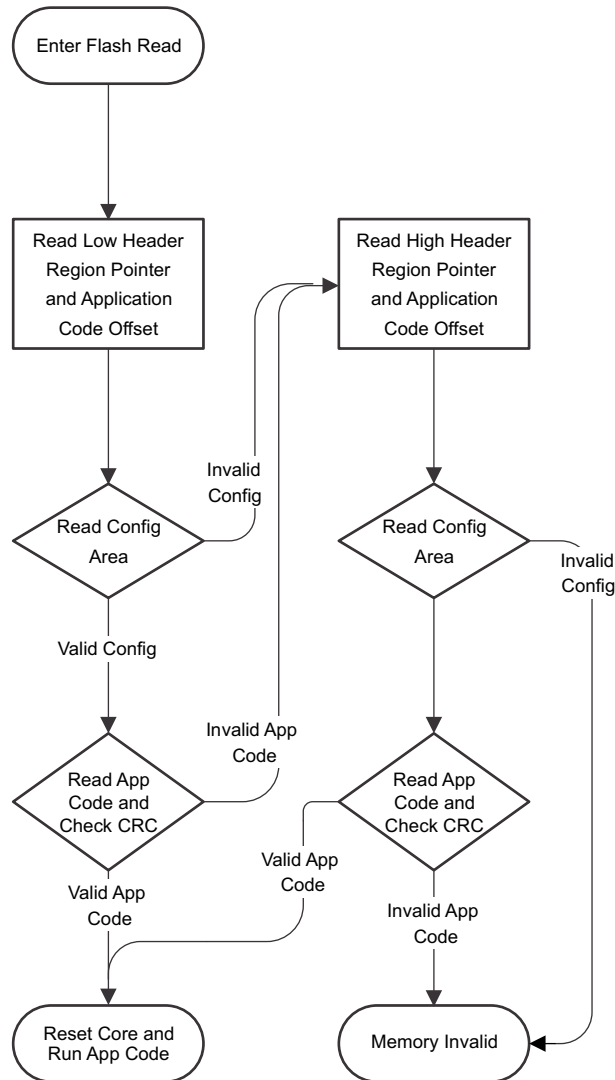 Enter Flash Read
Read Low Header
Region Pointer
and Application
Code Offset
Read High Header
Region Pointer
and Application
Code Offset
Invalid
Config
Read Config
Area
Read Config
Area
Invalid
Config
Valid Config
Invalid App
Code
Read App
Code and
Check CRC
Read App
Code and
Check CRC
Valid App
Code
Valid App
Code
Invalid App
Code
Reset Core and
Run App Code
Memory Invalid